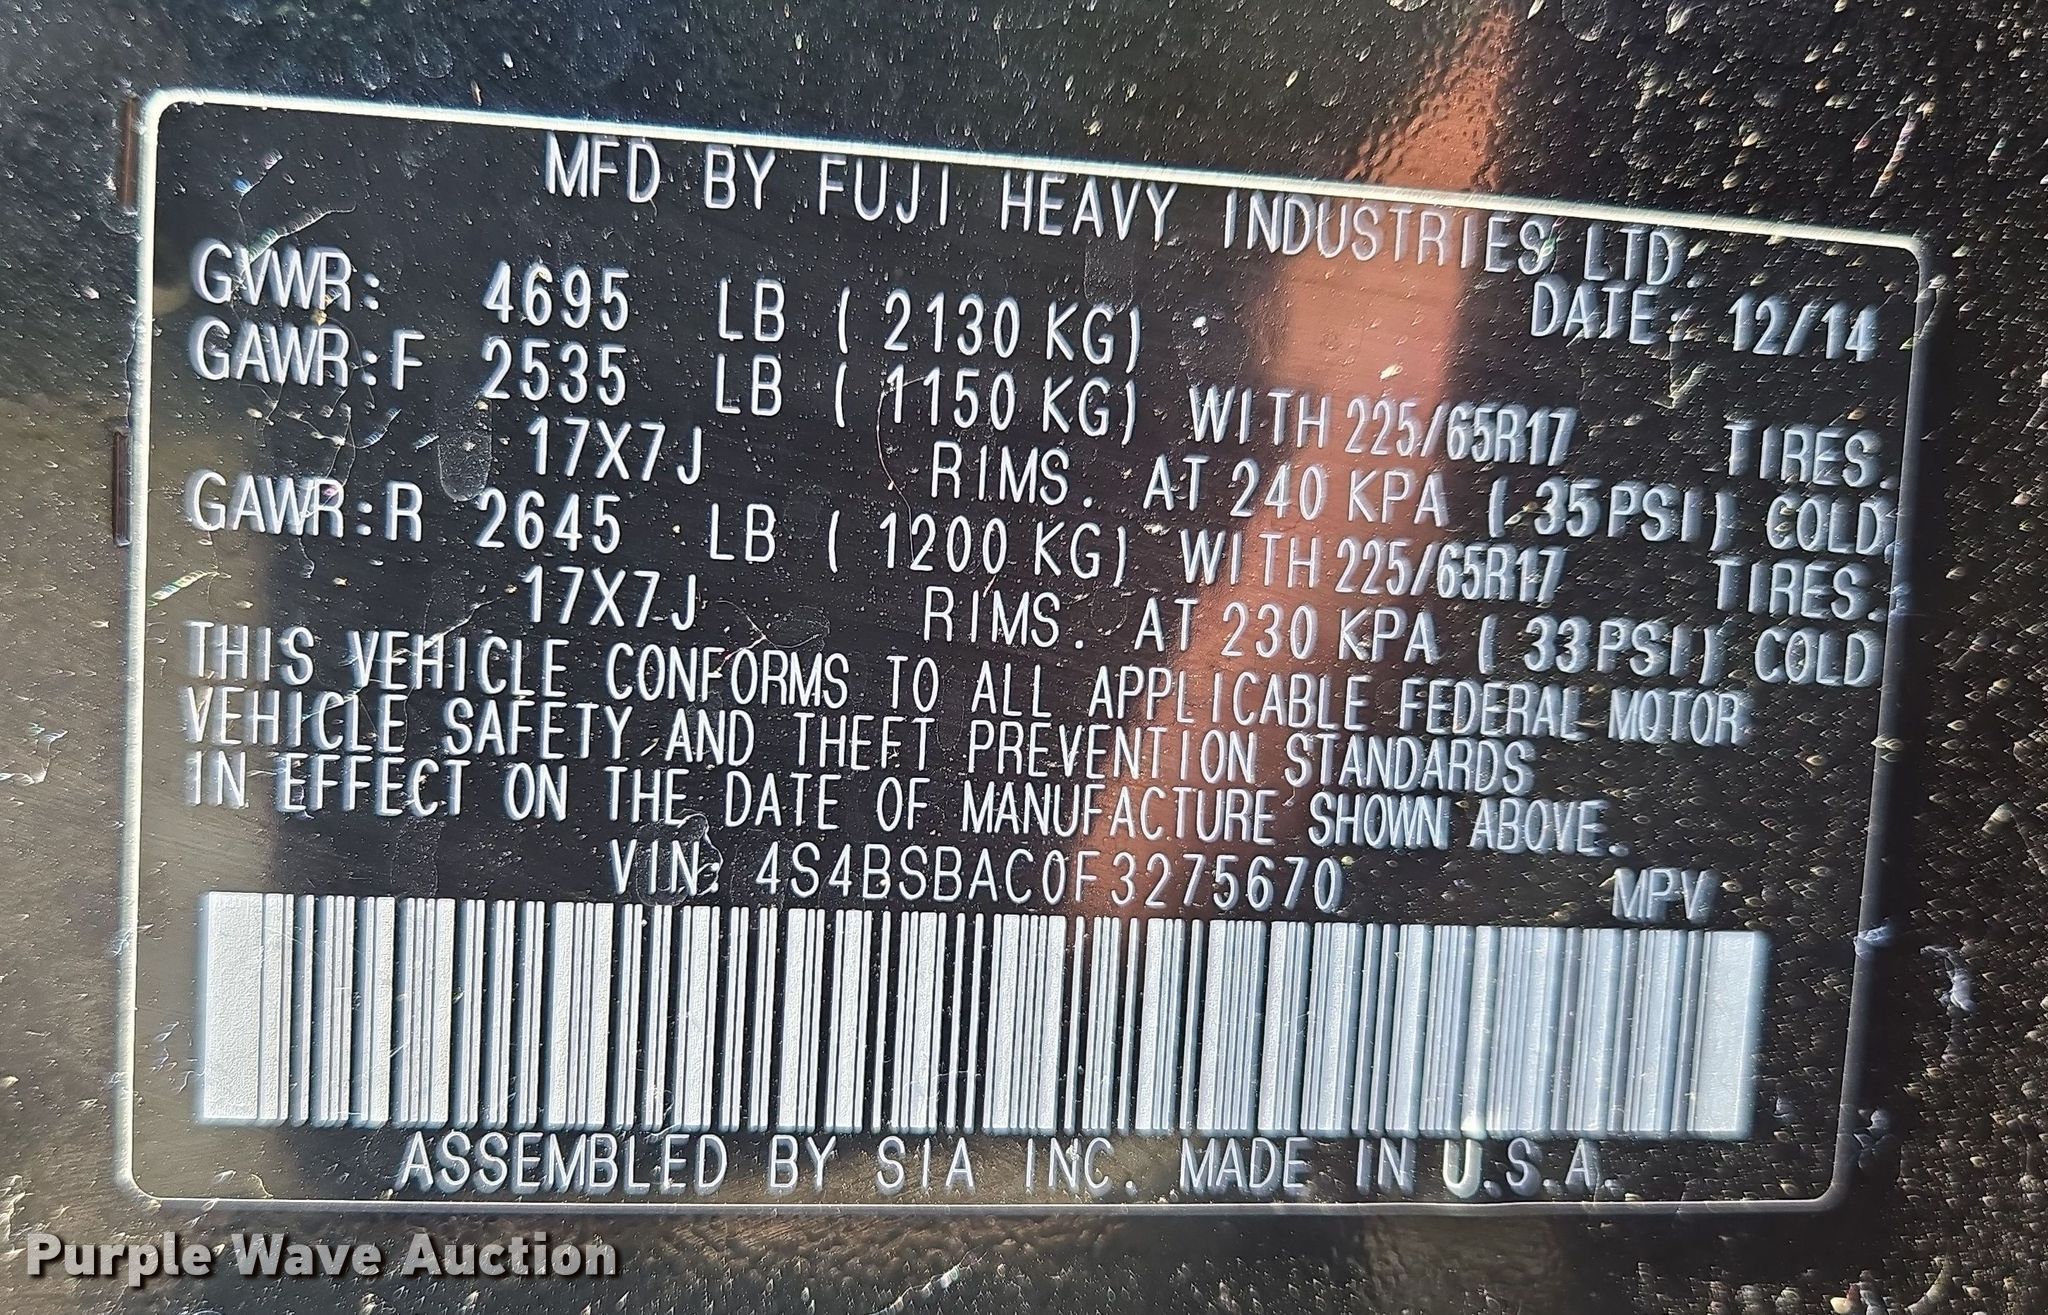 MFD BY FUJI HEAVY INDUSTRIES LTD.
DATE: 12/14
GVWR: 4695 LB ( 2130 KG)
GAWR:F 2535 LB ( 1150 KG) WITH 225/65R17 TIRES.
17X7J RIMS. AT 240 KPA ( 35PSI) COLD.
GAWR:R 2645 LB ( 1200 KG) WITH 225/65R17 TIRES.
17X7J RIMS. AT 230 KPA ( 33PSI) COLD
THIS VEHICLE CONFORMS TO ALL APPLICABLE FEDERAL MOTOR
VEHICLE SAFETY AND THEFT PREVENTION STANDARDS
IN EFFECT ON THE DATE OF MANUFACTURE SHOWN ABOVE.
VIN: 4S4BSBAC0F3275670 MPV
ASSEMBLED BY SIA INC. MADE IN U.S.A.
Purple Wave Auction